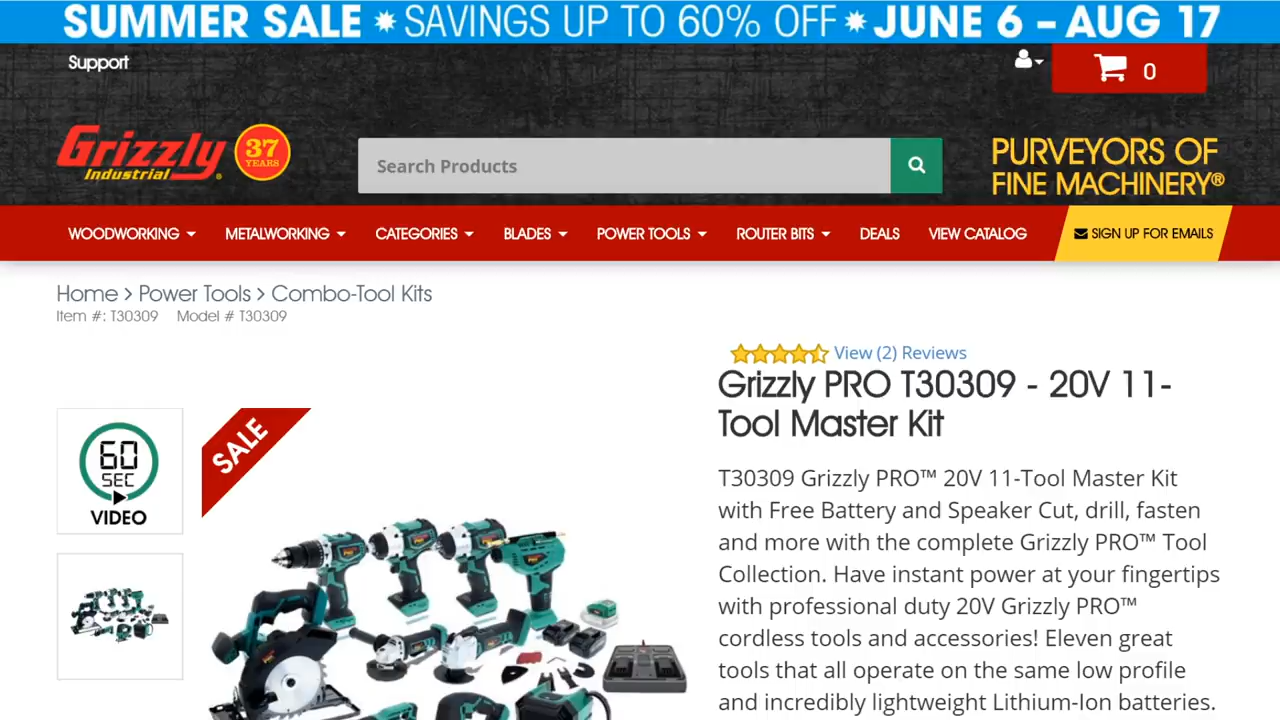 SUMMER SALE ✷ SAVINGS UP TO 60% OFF ✷ JUNE 6 – AUG 17
Support
0
Grizzly Industrial® 37 YEARS
Search Products
PURVEYORS OF
FINE MACHINERY®
WOODWORKING METALWORKING CATEGORIES BLADES POWER TOOLS ROUTER BITS DEALS VIEW CATALOG SIGN UP FOR EMAILS
Home > Power Tools > Combo-Tool Kits
Item #: T30309 Model # T30309
View (2) Reviews
Grizzly PRO T30309 - 20V 11-
Tool Master Kit
60
SEC
VIDEO
SALE
T30309 Grizzly PRO™ 20V 11-Tool Master Kit
with Free Battery and Speaker Cut, drill, fasten
and more with the complete Grizzly PRO™ Tool
Collection. Have instant power at your fingertips
with professional duty 20V Grizzly PRO™
cordless tools and accessories! Eleven great
tools that all operate on the same low profile
and incredibly lightweight Lithium-Ion batteries.